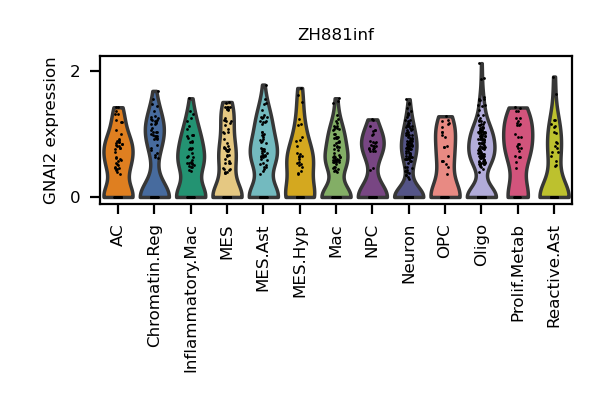 ZH881inf
GNAI2 expression
2
0
AC
Chromatin.Reg
Inflammatory.Mac
MES
MES.Ast
MES.Hyp
Mac
NPC
Neuron
OPC
Oligo
Prolif.Metab
Reactive.Ast